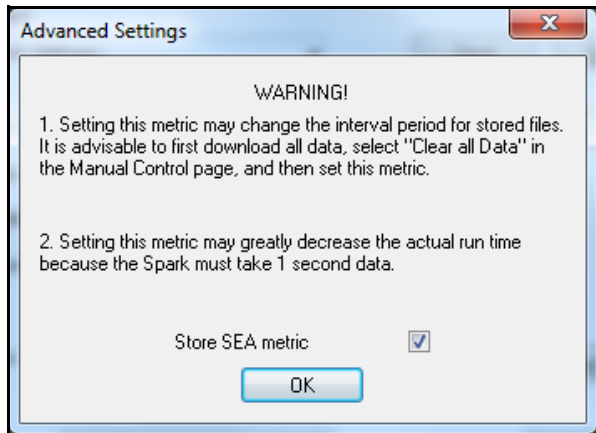 Advanced Settings
WARNING!
1. Setting this metric may change the interval period for stored files.
It is advisable to first download all data, select "Clear all Data" in
the Manual Control page, and then set this metric.
2. Setting this metric may greatly decrease the actual run time
because the Spark must take 1 second data.
Store SEA metric
OK